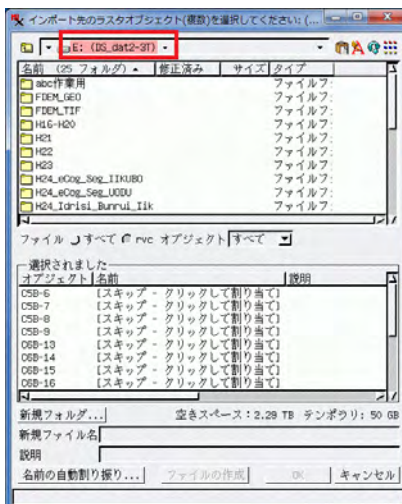 インポート先のラスタオブジェクト(複数)を選択してください: (...
E: (DS_dat2-3T)
名前 (25 フォルダ) 修正済み サイズ タイプ
abc作業用 ファイルフ:
FDEM_GEO ファイルフ:
FDEM_TIF ファイルフ:
H16-H20 ファイルフ:
H21 ファイルフ:
H22 ファイルフ:
H23 ファイルフ:
H24_eCog_Seg_IIKUBO ファイルフ:
H24_eCog_Seg_UODU ファイルフ:
H24_Idrisi_Bunrui_Iik ファイルフ:
ファイル すべて rvc オブジェクト すべて
選択されました
オブジェクト 名前 説明
C5B-6 [スキップ - クリックして割り当て]
C5B-7 [スキップ - クリックして割り当て]
C5B-8 [スキップ - クリックして割り当て]
C5B-9 [スキップ - クリックして割り当て]
C6B-13 [スキップ - クリックして割り当て]
C6B-14 [スキップ - クリックして割り当て]
C6B-15 [スキップ - クリックして割り当て]
C6B-16 [スキップ - クリックして割り当て]
新規フォルダ... 空きスペース：2.29 TB テンポラリ: 50 GB
新規ファイル名
説明
名前の自動割り振り... ファイルの作成 OK キャンセル